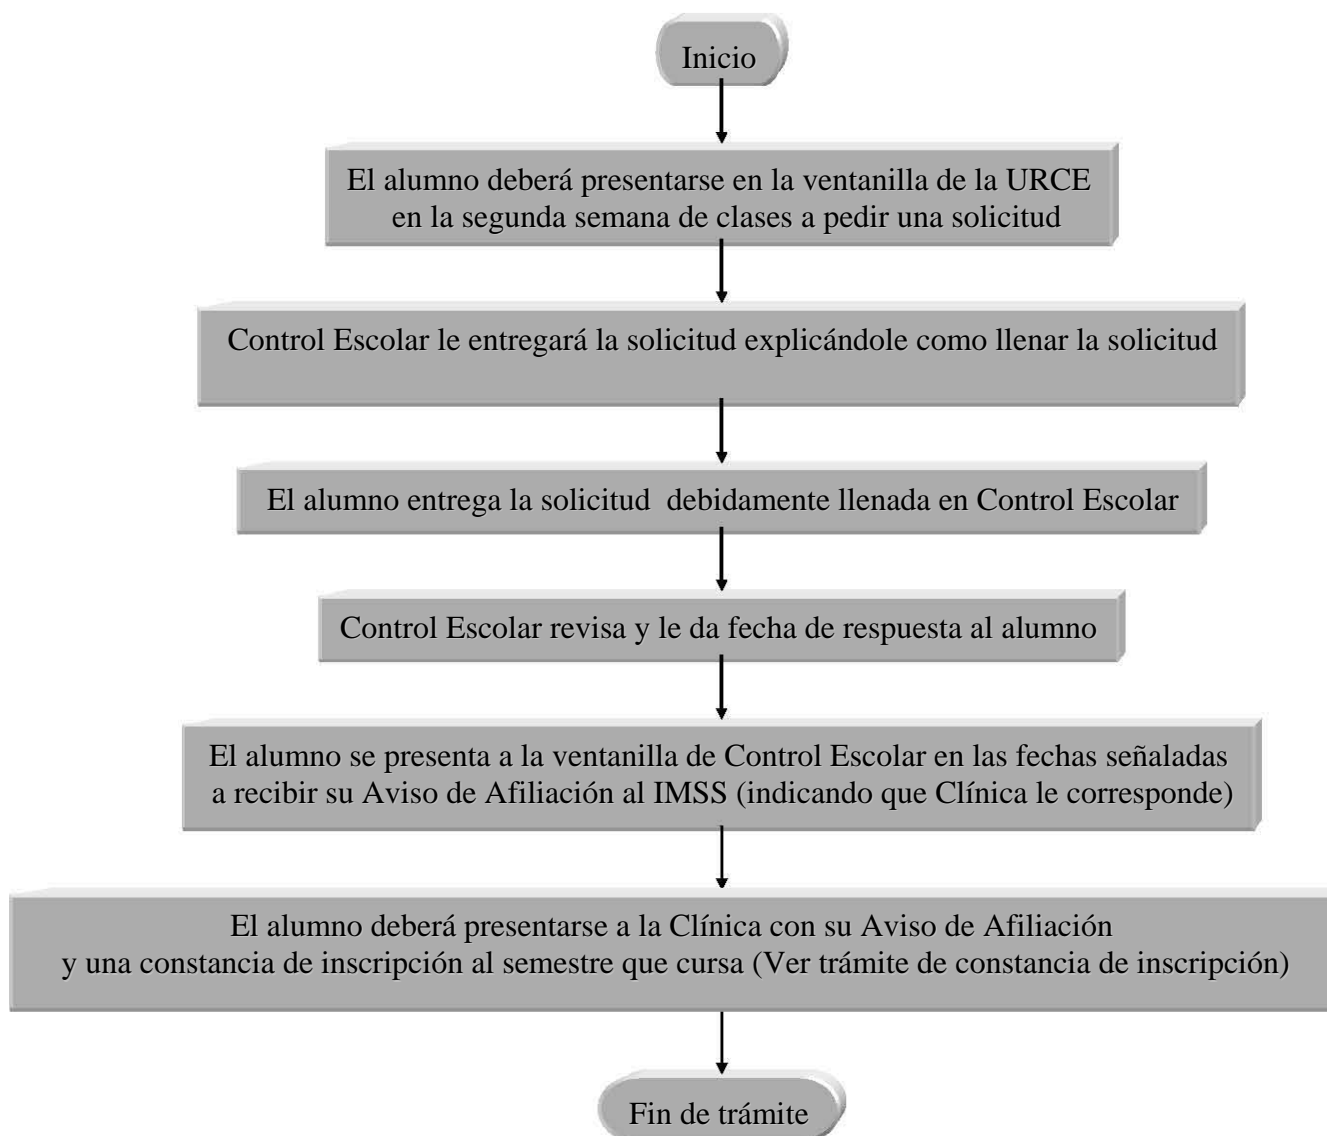 Inicio
El alumno deberá presentarse en la ventanilla de la URCE
en la segunda semana de clases a pedir una solicitud
Control Escolar le entregará la solicitud explicándole como llenar la solicitud
El alumno entrega la solicitud debidamente llenada en Control Escolar
Control Escolar revisa y le da fecha de respuesta al alumno
El alumno se presenta a la ventanilla de Control Escolar en las fechas señaladas
a recibir su Aviso de Afiliación al IMSS (indicando que Clínica le corresponde)
El alumno deberá presentarse a la Clínica con su Aviso de Afiliación
y una constancia de inscripción al semestre que cursa (Ver trámite de constancia de inscripción)
Fin de trámite